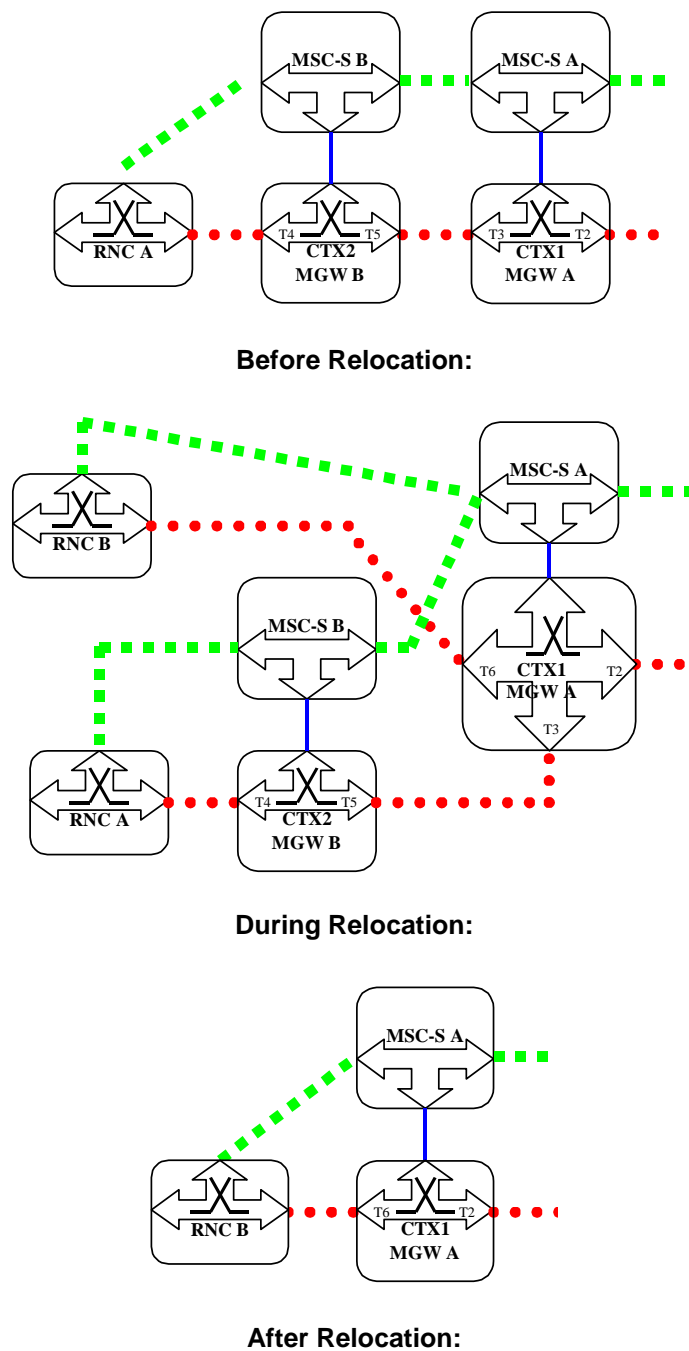 MSC-S B
MSC-S A
RNC A
T4
T5
CTX2
MGW B
T3
T2
CTX1
MGW A
Before Relocation:
MSC-S A
RNC B
MSC-S B
T6
CTX1
T2
MGW A
T3
RNC A
T4
T5
CTX2
MGW B
During Relocation:
MSC-S A
RNC B
T6
T2
CTX1
MGW A
After Relocation: